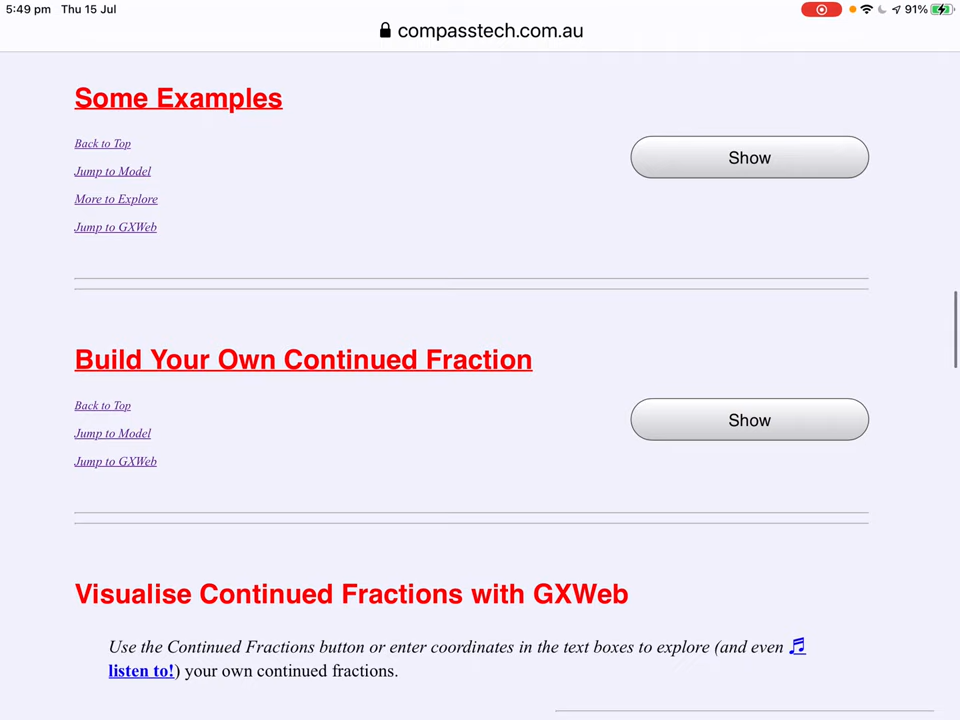 5:49 pm Thu 15 Jul
91%
compasstech.com.au
Some Examples
Back to Top
Show
Jump to Model
More to Explore
Jump to GXWeb
Build Your Own Continued Fraction
Back to Top
Show
Jump to Model
Jump to GXWeb
Visualise Continued Fractions with GXWeb
Use the Continued Fractions button or enter coordinates in the text boxes to explore (and even 🎵
listen to!) your own continued fractions.